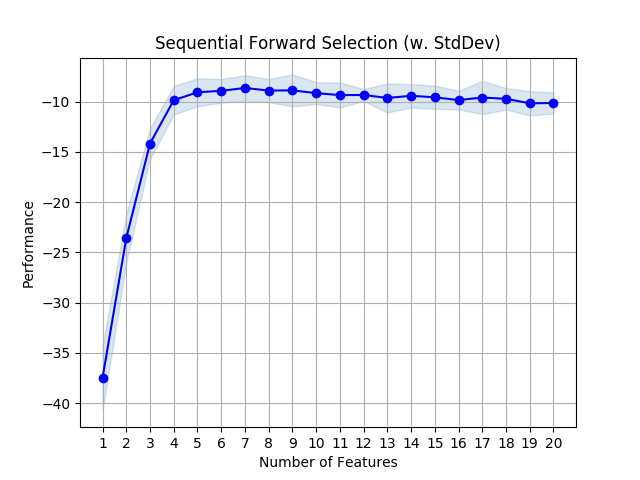 Sequential Forward Selection (w. StdDev)
Performance
−10
−15
−20
−25
−30
−35
−40
1 2 3 4 5 6 7 8 9 10 11 12 13 14 15 16 17 18 19 20
Number of Features